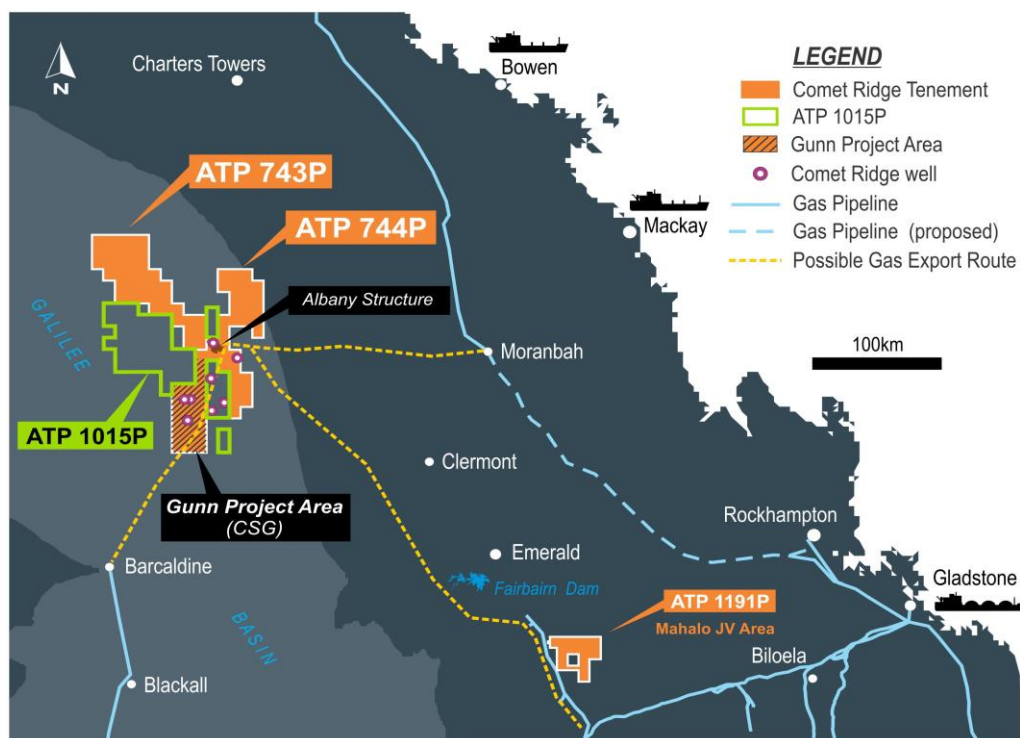 N
Charters Towers
Bowen
Mackay
LEGEND
Comet Ridge Tenement
ATP 1015P
Gunn Project Area
Comet Ridge well
Gas Pipeline
Gas Pipeline (proposed)
Possible Gas Export Route
100km
ATP 743P
ATP 744P
Albany Structure
GALILEE
Moranbah
ATP 1015P
Gunn Project Area
(CSG)
Clermont
Rockhampton
Barcaldine
Emerald
Fairbairn Dam
Gladstone
ATP 1191P
Mahalo JV Area
BASIN
Biloela
Blackall